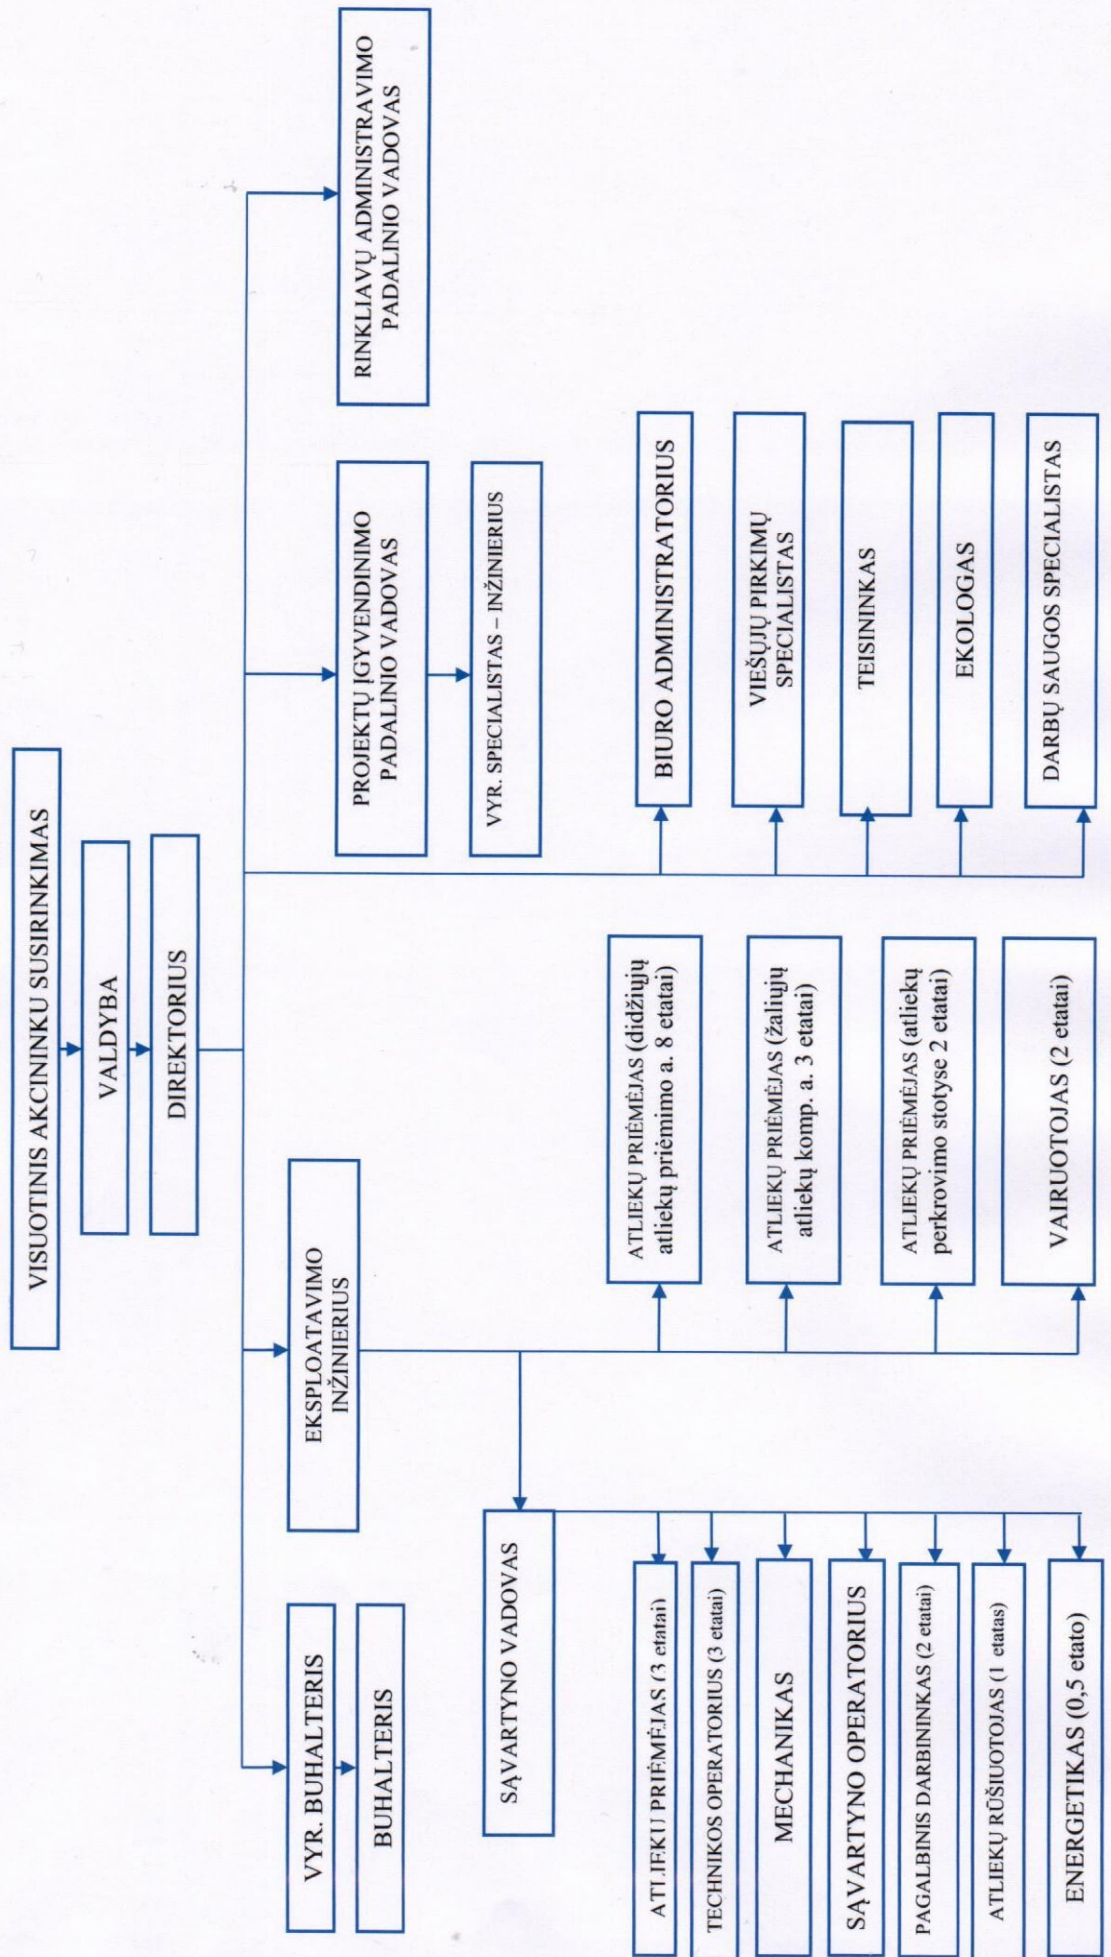 VISUOTINIS AKCININKU SUSIRINKIMAS
VALDYBA
DIREKTORIUS
VYR. BUHALTERIS
BUHALTERIS
EKSPLOATAVIMO
INŽINIERIUS
PROJEKTŲ ĮGYVENDINIMO
PADALINIO VADOVAS
VYR. SPECIALISTAS – INŽINIERIUS
RINKLIAVŲ ADMINISTRAVIMO
PADALINIO VADOVAS
SĄVARTYNO VADOVAS
ATLIEKU PRIĖMĖJAS (3 etatai)
TECHNIKOS OPERATORIUS (3 etatai)
MECHANIKAS
SĄVARTYNO OPERATORIUS
PAGALBINIS DARBININKAS (2 etatai)
ATLIEKŲ RŪŠIUOTOJAS (1 etatas)
ENERGETIKAS (0,5 etato)
ATLIEKŲ PRIĖMĖJAS (didžiųjų
atliekų priėmimo a. 8 etatai)
ATLIEKŲ PRIĖMĖJAS (žaliųjų
atliekų komp. a. 3 etatai)
ATLIEKŲ PRIĖMĖJAS (atliekų
perkrovimo stotyse 2 etatai)
VAIRUOTOJAS (2 etatai)
BIURO ADMINISTRATORIUS
VIEŠŲJŲ PIRKIMŲ
SPECIALISTAS
TEISININKAS
EKOLOGAS
DARBŲ SAUGOS SPECIALISTAS